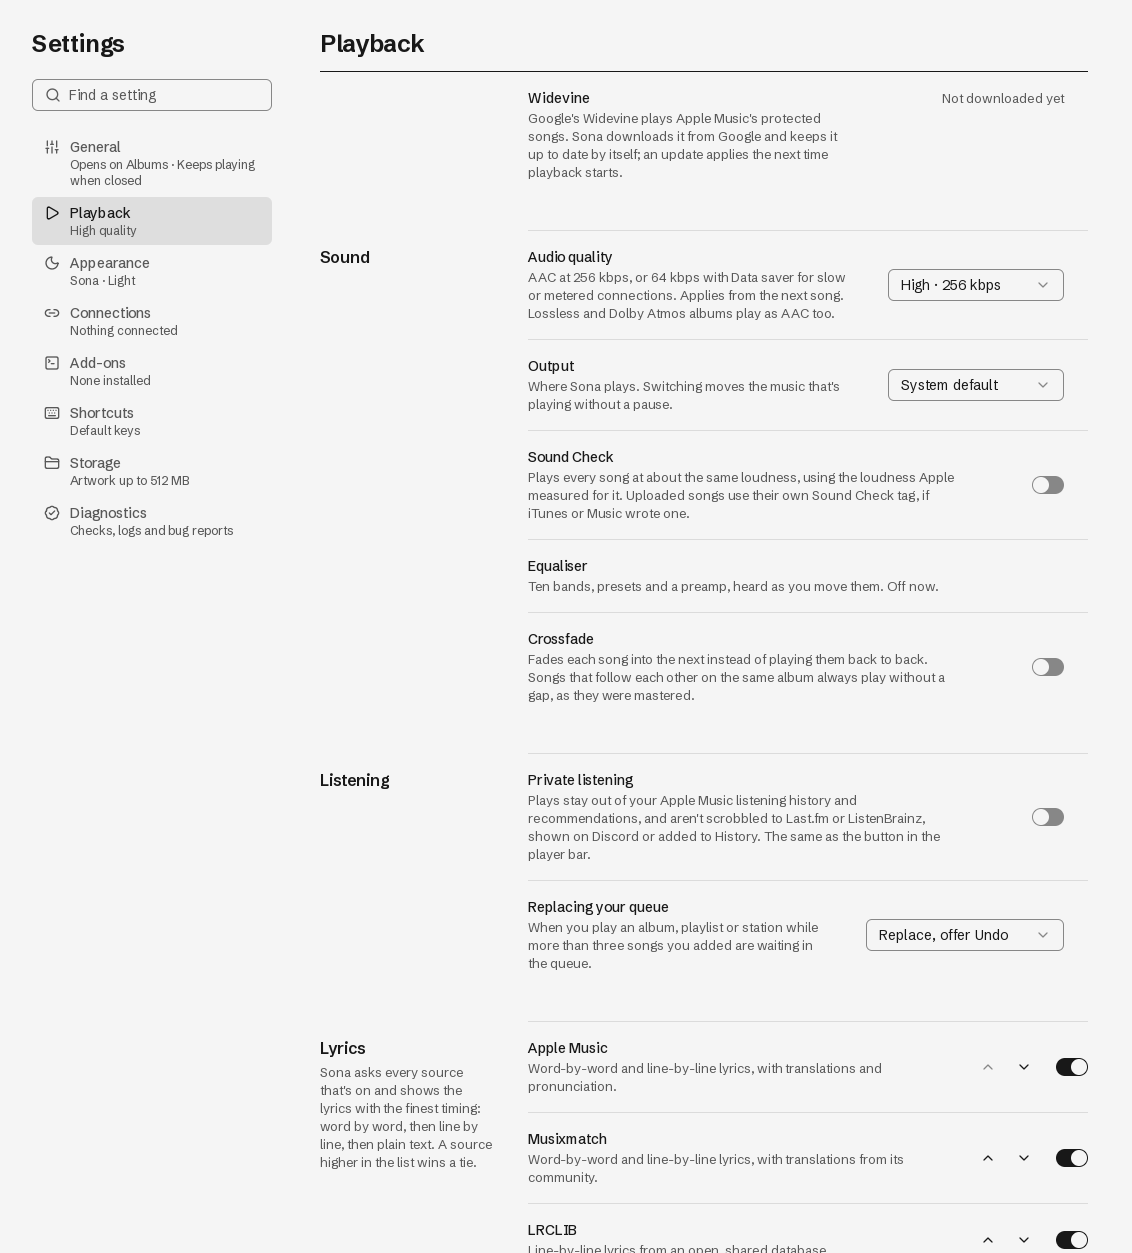 Settings
Find a setting
General
Opens on Albums · Keeps playing
when closed
Playback
High quality
Appearance
Sona · Light
Connections
Nothing connected
Add-ons
None installed
Shortcuts
Default keys
Storage
Artwork up to 512 MB
Diagnostics
Checks, logs and bug reports
Playback
Widevine
Not downloaded yet
Google's Widevine plays Apple Music's protected
songs. Sona downloads it from Google and keeps it
up to date by itself; an update applies the next time
playback starts.
Sound
Audio quality
AAC at 256 kbps, or 64 kbps with Data saver for slow
or metered connections. Applies from the next song.
Lossless and Dolby Atmos albums play as AAC too.
High · 256 kbps
Output
Where Sona plays. Switching moves the music that's
playing without a pause.
System default
Sound Check
Plays every song at about the same loudness, using the loudness Apple
measured for it. Uploaded songs use their own Sound Check tag, if
iTunes or Music wrote one.
Equaliser
Ten bands, presets and a preamp, heard as you move them. Off now.
Crossfade
Fades each song into the next instead of playing them back to back.
Songs that follow each other on the same album always play without a
gap, as they were mastered.
Listening
Private listening
Plays stay out of your Apple Music listening history and
recommendations, and aren't scrobbled to Last.fm or ListenBrainz,
shown on Discord or added to History. The same as the button in the
player bar.
Replacing your queue
When you play an album, playlist or station while
more than three songs you added are waiting in
the queue.
Replace, offer Undo
Lyrics
Sona asks every source
that's on and shows the
lyrics with the finest timing:
word by word, then line by
line, then plain text. A source
higher in the list wins a tie.
Apple Music
Word-by-word and line-by-line lyrics, with translations and
pronunciation.
Musixmatch
Word-by-word and line-by-line lyrics, with translations from its
community.
LRCLIB
Line-by-line lyrics from an open, shared database.